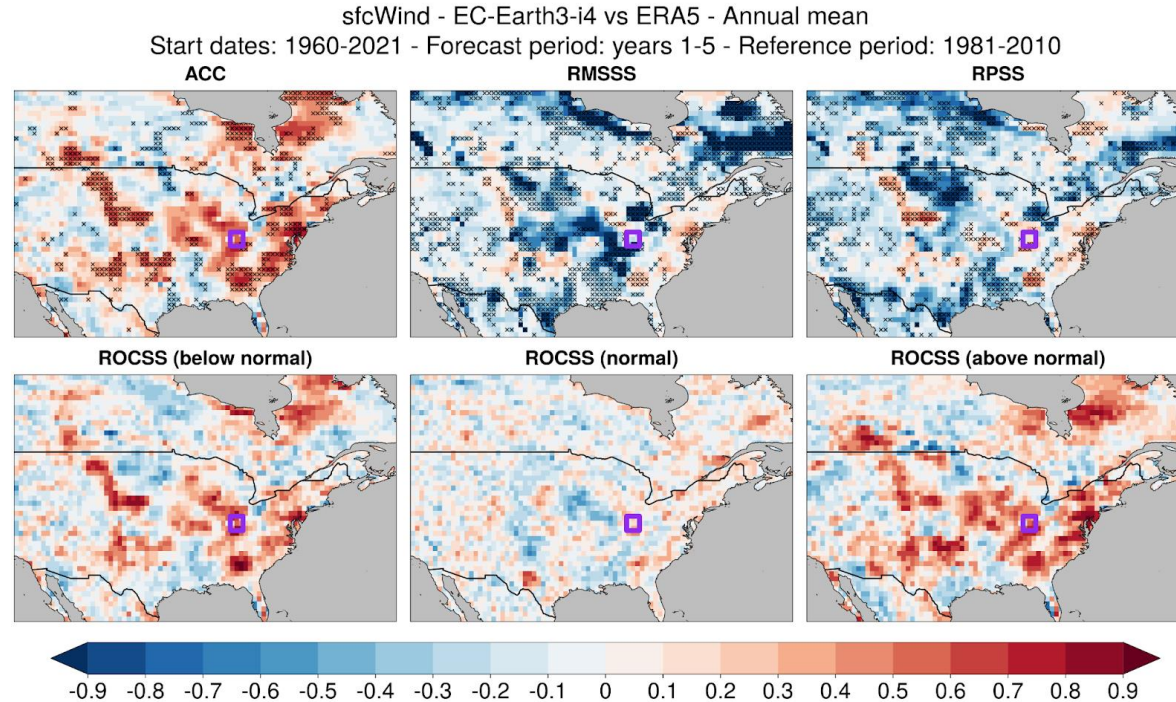 sfcWind - EC-Earth3-i4 vs ERA5 - Annual mean
Start dates: 1960-2021 - Forecast period: years 1-5 - Reference period: 1981-2010
ACC
RMSSS
RPSS
ROCSS (below normal)
ROCSS (normal)
ROCSS (above normal)
-0.9 -0.8 -0.7 -0.6 -0.5 -0.4 -0.3 -0.2 -0.1 0 0.1 0.2 0.3 0.4 0.5 0.6 0.7 0.8 0.9